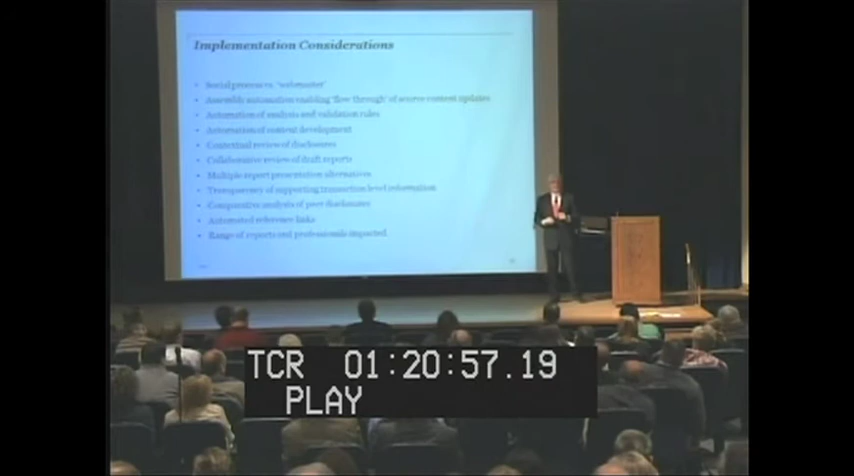 Implementation Considerations
• Social process vs. "webmaster"
• Assembly automation enabling 'flow through' of source content updates
• Automation of analysis and validation rules
• Automation of content development
• Contextual review of disclosures
• Collaborative review of draft reports
• Multiple report presentation alternatives
• Transparency of supporting transaction level information
• Comparative analysis of peer disclosures
• Automated reference links
• Range of reports and professionals impacted
TCR 01:20:57.19
PLAY